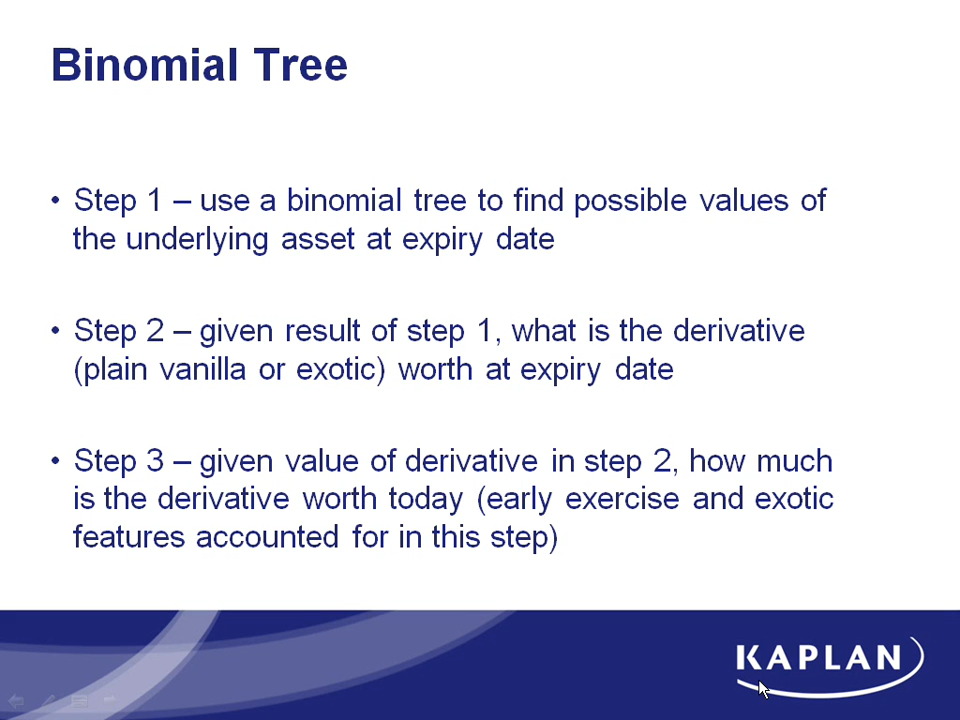 Binomial Tree
• Step 1 – use a binomial tree to find possible values of
the underlying asset at expiry date
• Step 2 – given result of step 1, what is the derivative
(plain vanilla or exotic) worth at expiry date
• Step 3 – given value of derivative in step 2, how much
is the derivative worth today (early exercise and exotic
features accounted for in this step)
KAPLAN